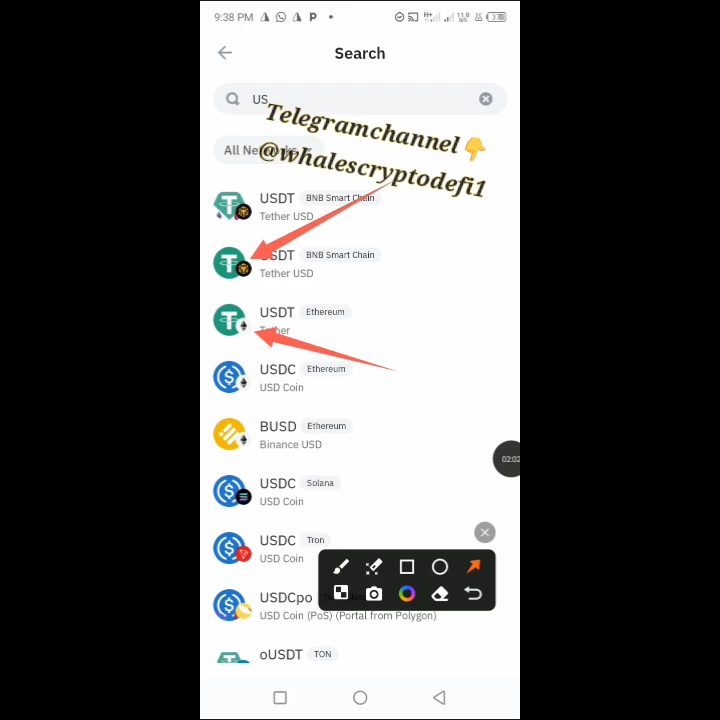 9:38 PM
Search
US
Telegramchannel👇
@whalescryptodefi1
All Networks
USDT BNB Smart Chain
Tether USD
USDT BNB Smart Chain
Tether USD
USDT Ethereum
Tether
USDC Ethereum
USD Coin
BUSD Ethereum
Binance USD
USDC Solana
USD Coin
USDC Tron
USD Coin
USDCpo
USD Coin (PoS) (Portal from Polygon)
oUSDT TON
02:02